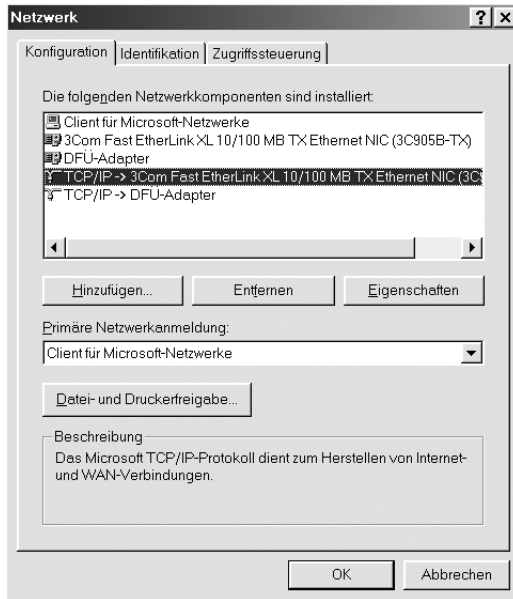 Netzwerk
Konfiguration Identifikation Zugriffssteuerung
Die folgenden Netzwerkkomponenten sind installiert:
Client für Microsoft-Netzwerke
3Com Fast EtherLink XL 10/100 MB TX Ethernet NIC (3C905B-TX)
DFÜ-Adapter
TCP/IP -> 3Com Fast EtherLink XL 10/100 MB TX Ethernet NIC (3C
TCP/IP -> DFÜ-Adapter
Hinzufügen... Entfernen Eigenschaften
Primäre Netzwerkanmeldung:
Client für Microsoft-Netzwerke
Datei- und Druckerfreigabe...
Beschreibung
Das Microsoft TCP/IP-Protokoll dient zum Herstellen von Internet-
und WAN-Verbindungen.
OK Abbrechen